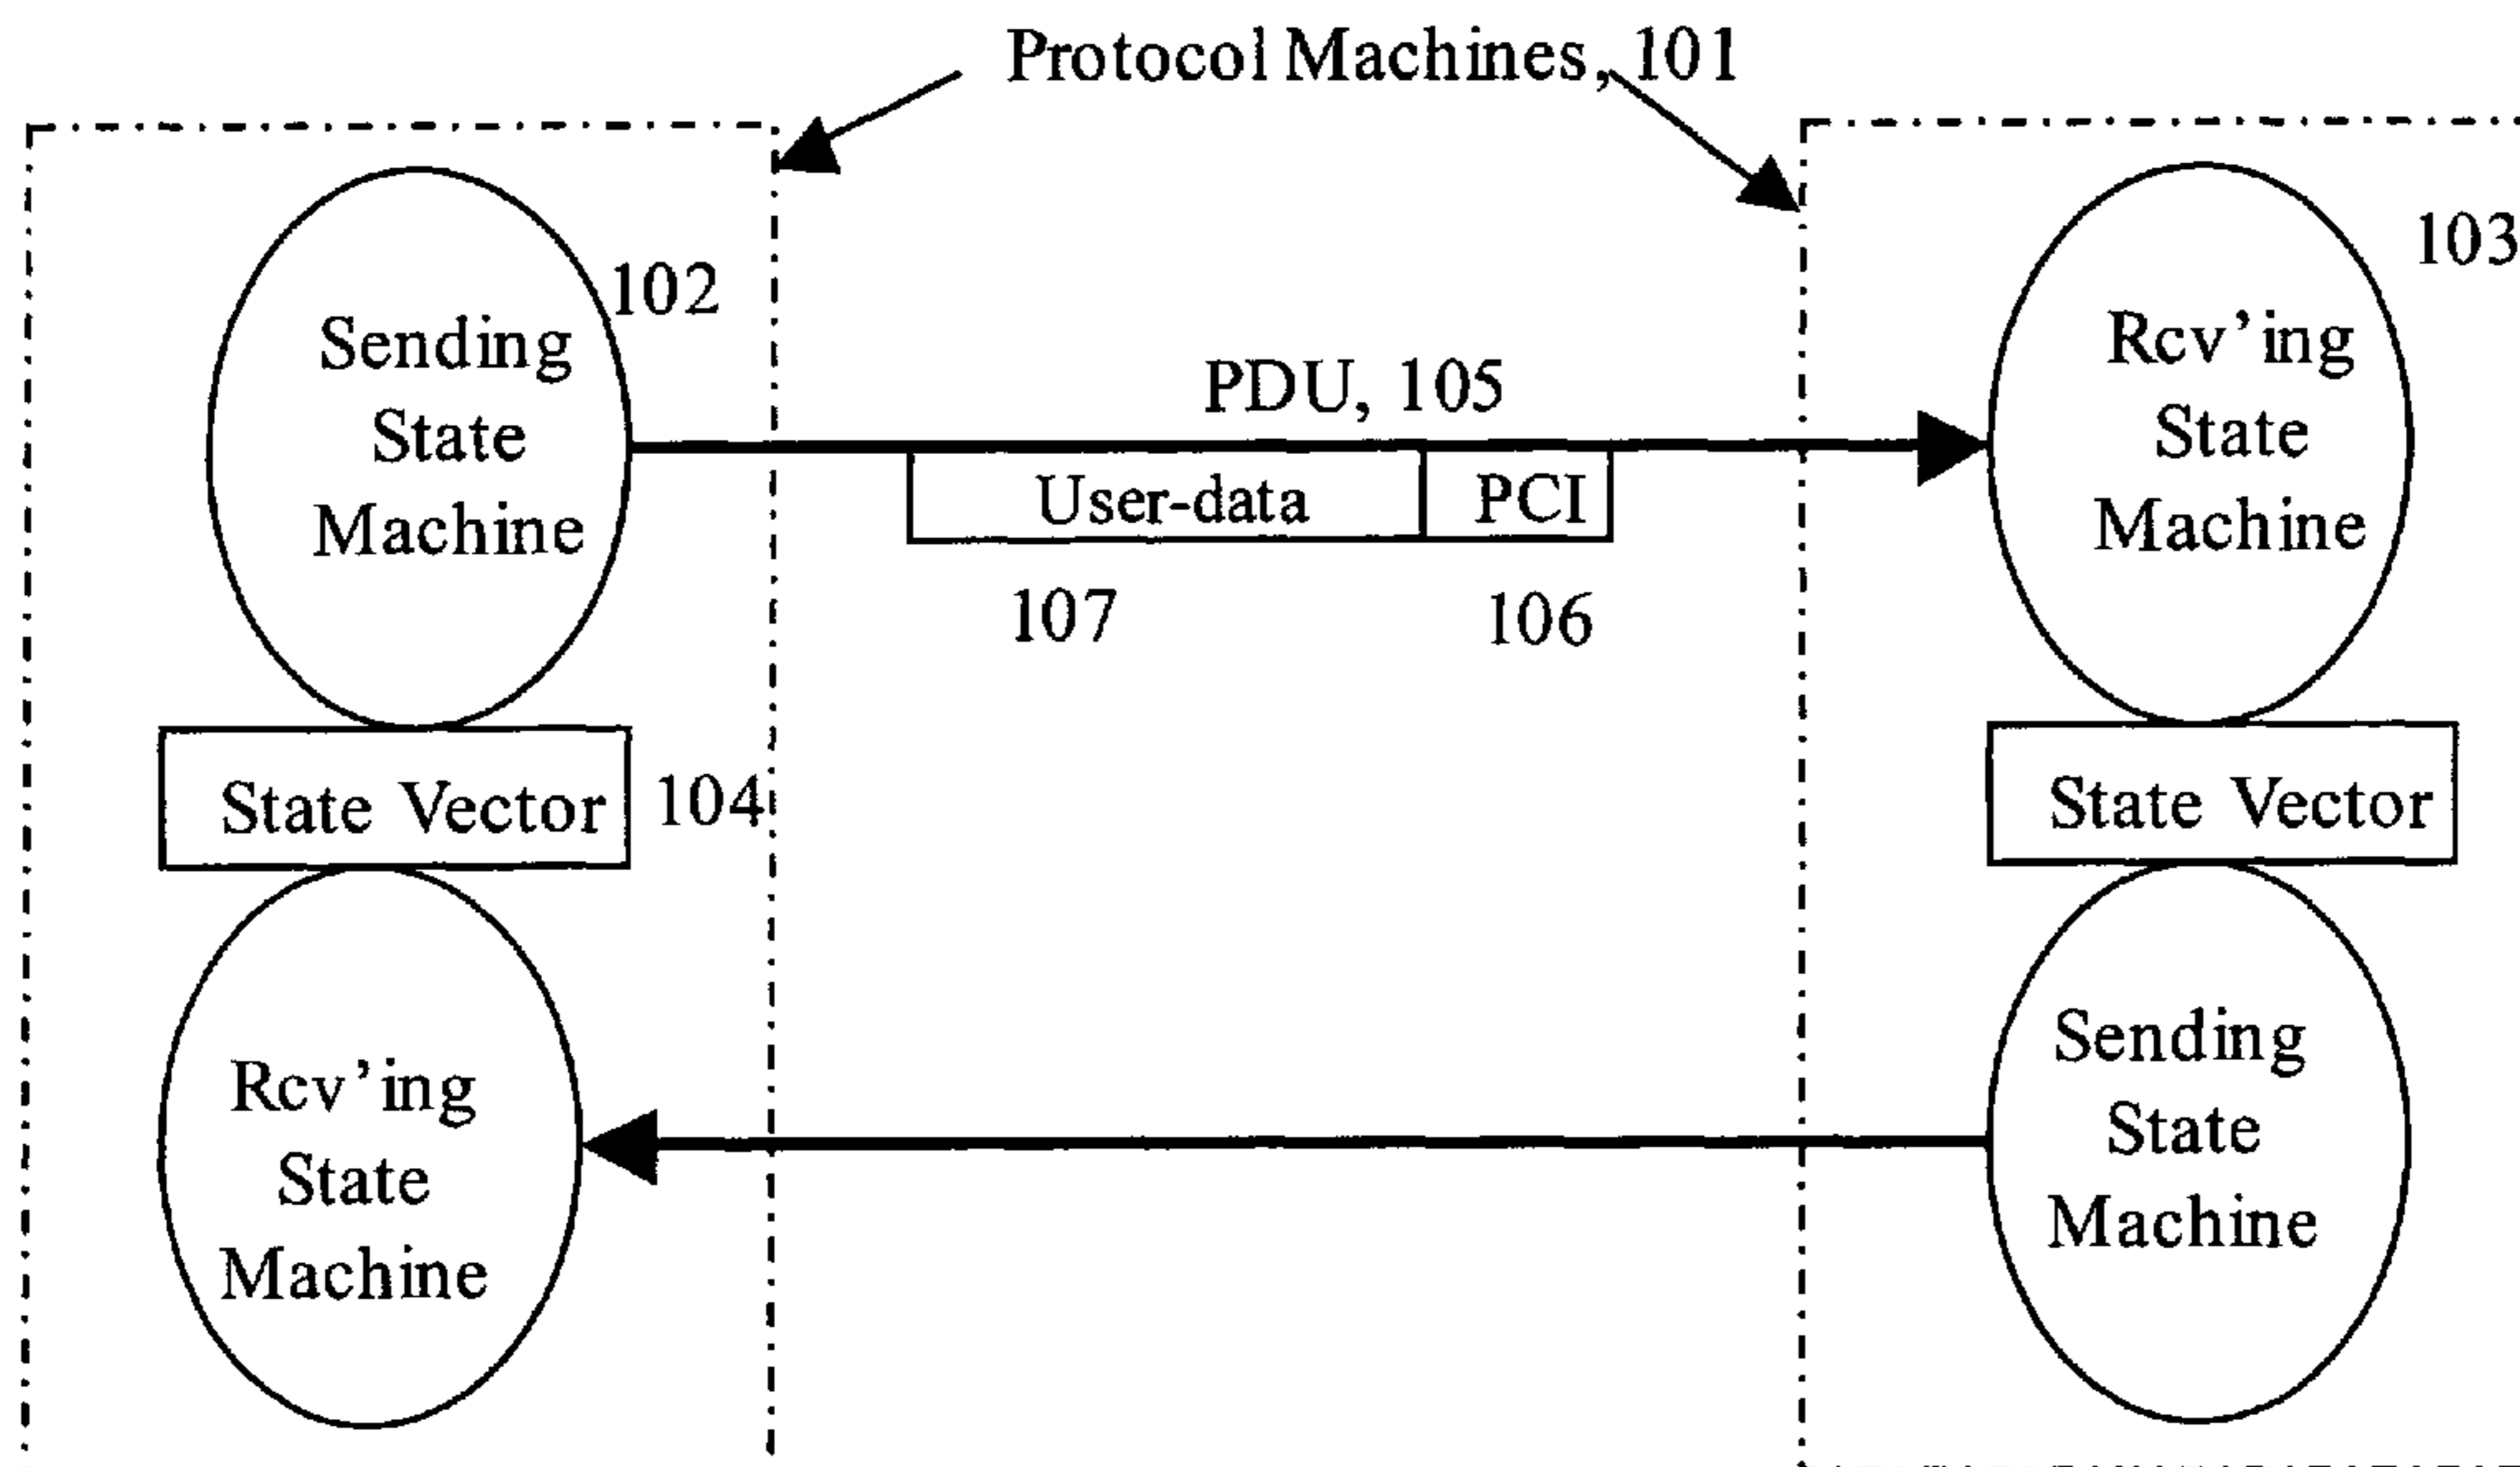 Protocol Machines, 101
102
103
Sending
State
Machine
PDU, 105
User-data
PCI
107
106
Rcv'ing
State
Machine
State Vector
104
State Vector
Rcv'ing
State
Machine
Sending
State
Machine